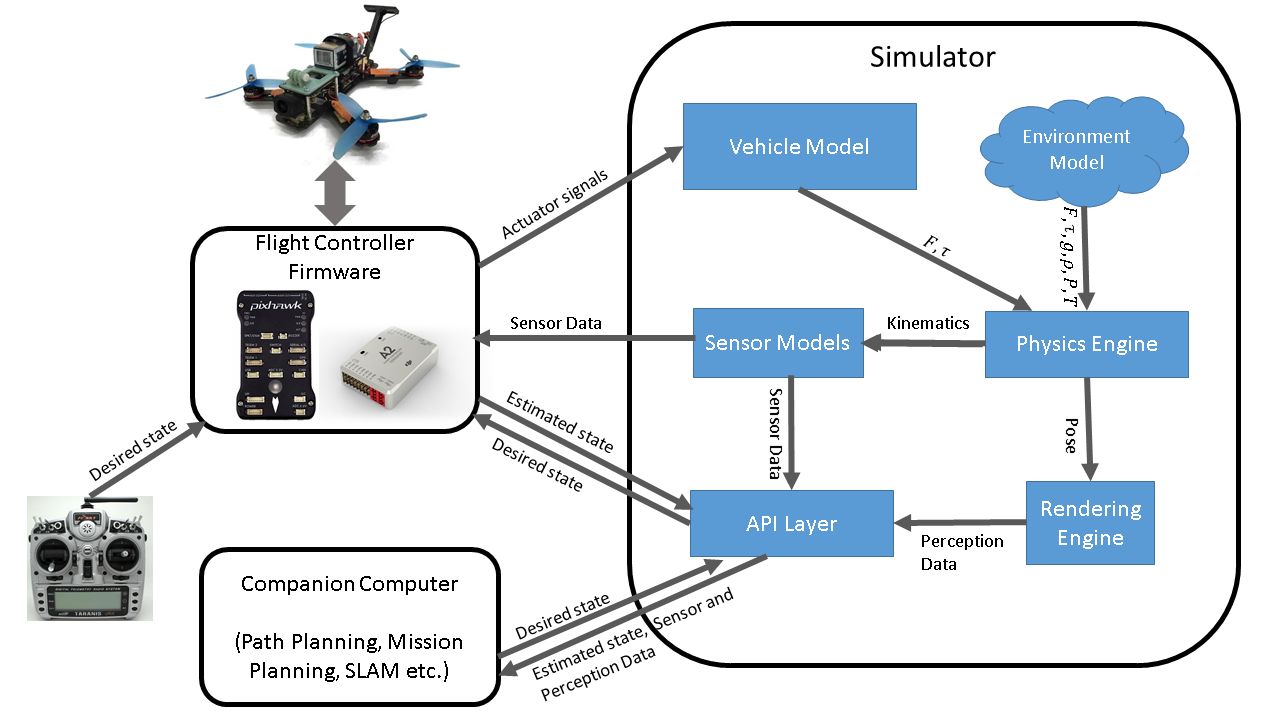 Simulator
Vehicle Model
Environment
Model
Actuator signals
F, τ
F, τ, g, ρ, P, T
Flight Controller
Firmware
pixhawk
A2
Sensor Data
Sensor Models
Kinematics
Physics Engine
Desired state
Estimated state
Desired state
Sensor Data
Pose
API Layer
Perception
Data
Rendering
Engine
TARANIS
Companion Computer
(Path Planning, Mission
Planning, SLAM etc.)
Desired state
Estimated state, Sensor and
Perception Data